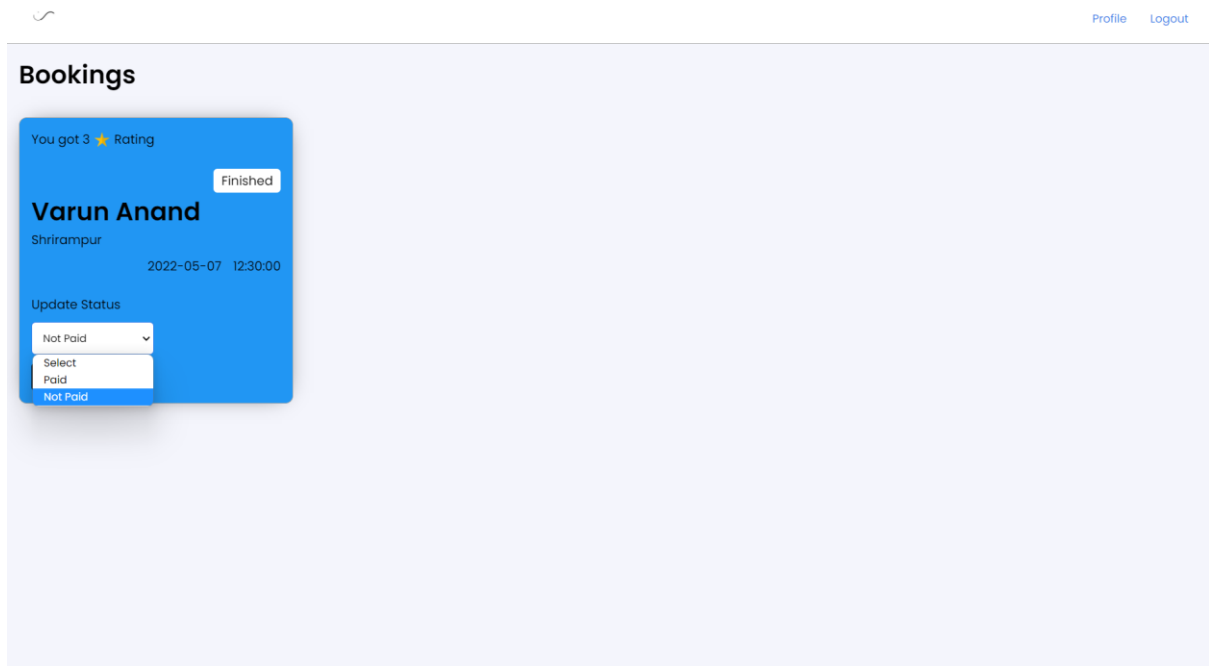 Profile Logout
Bookings
You got 3 ⭐ Rating
Finished
Varun Anand
Shrirampur
2022-05-07 12:30:00
Update Status
Not Paid
Select
Paid
Not Paid